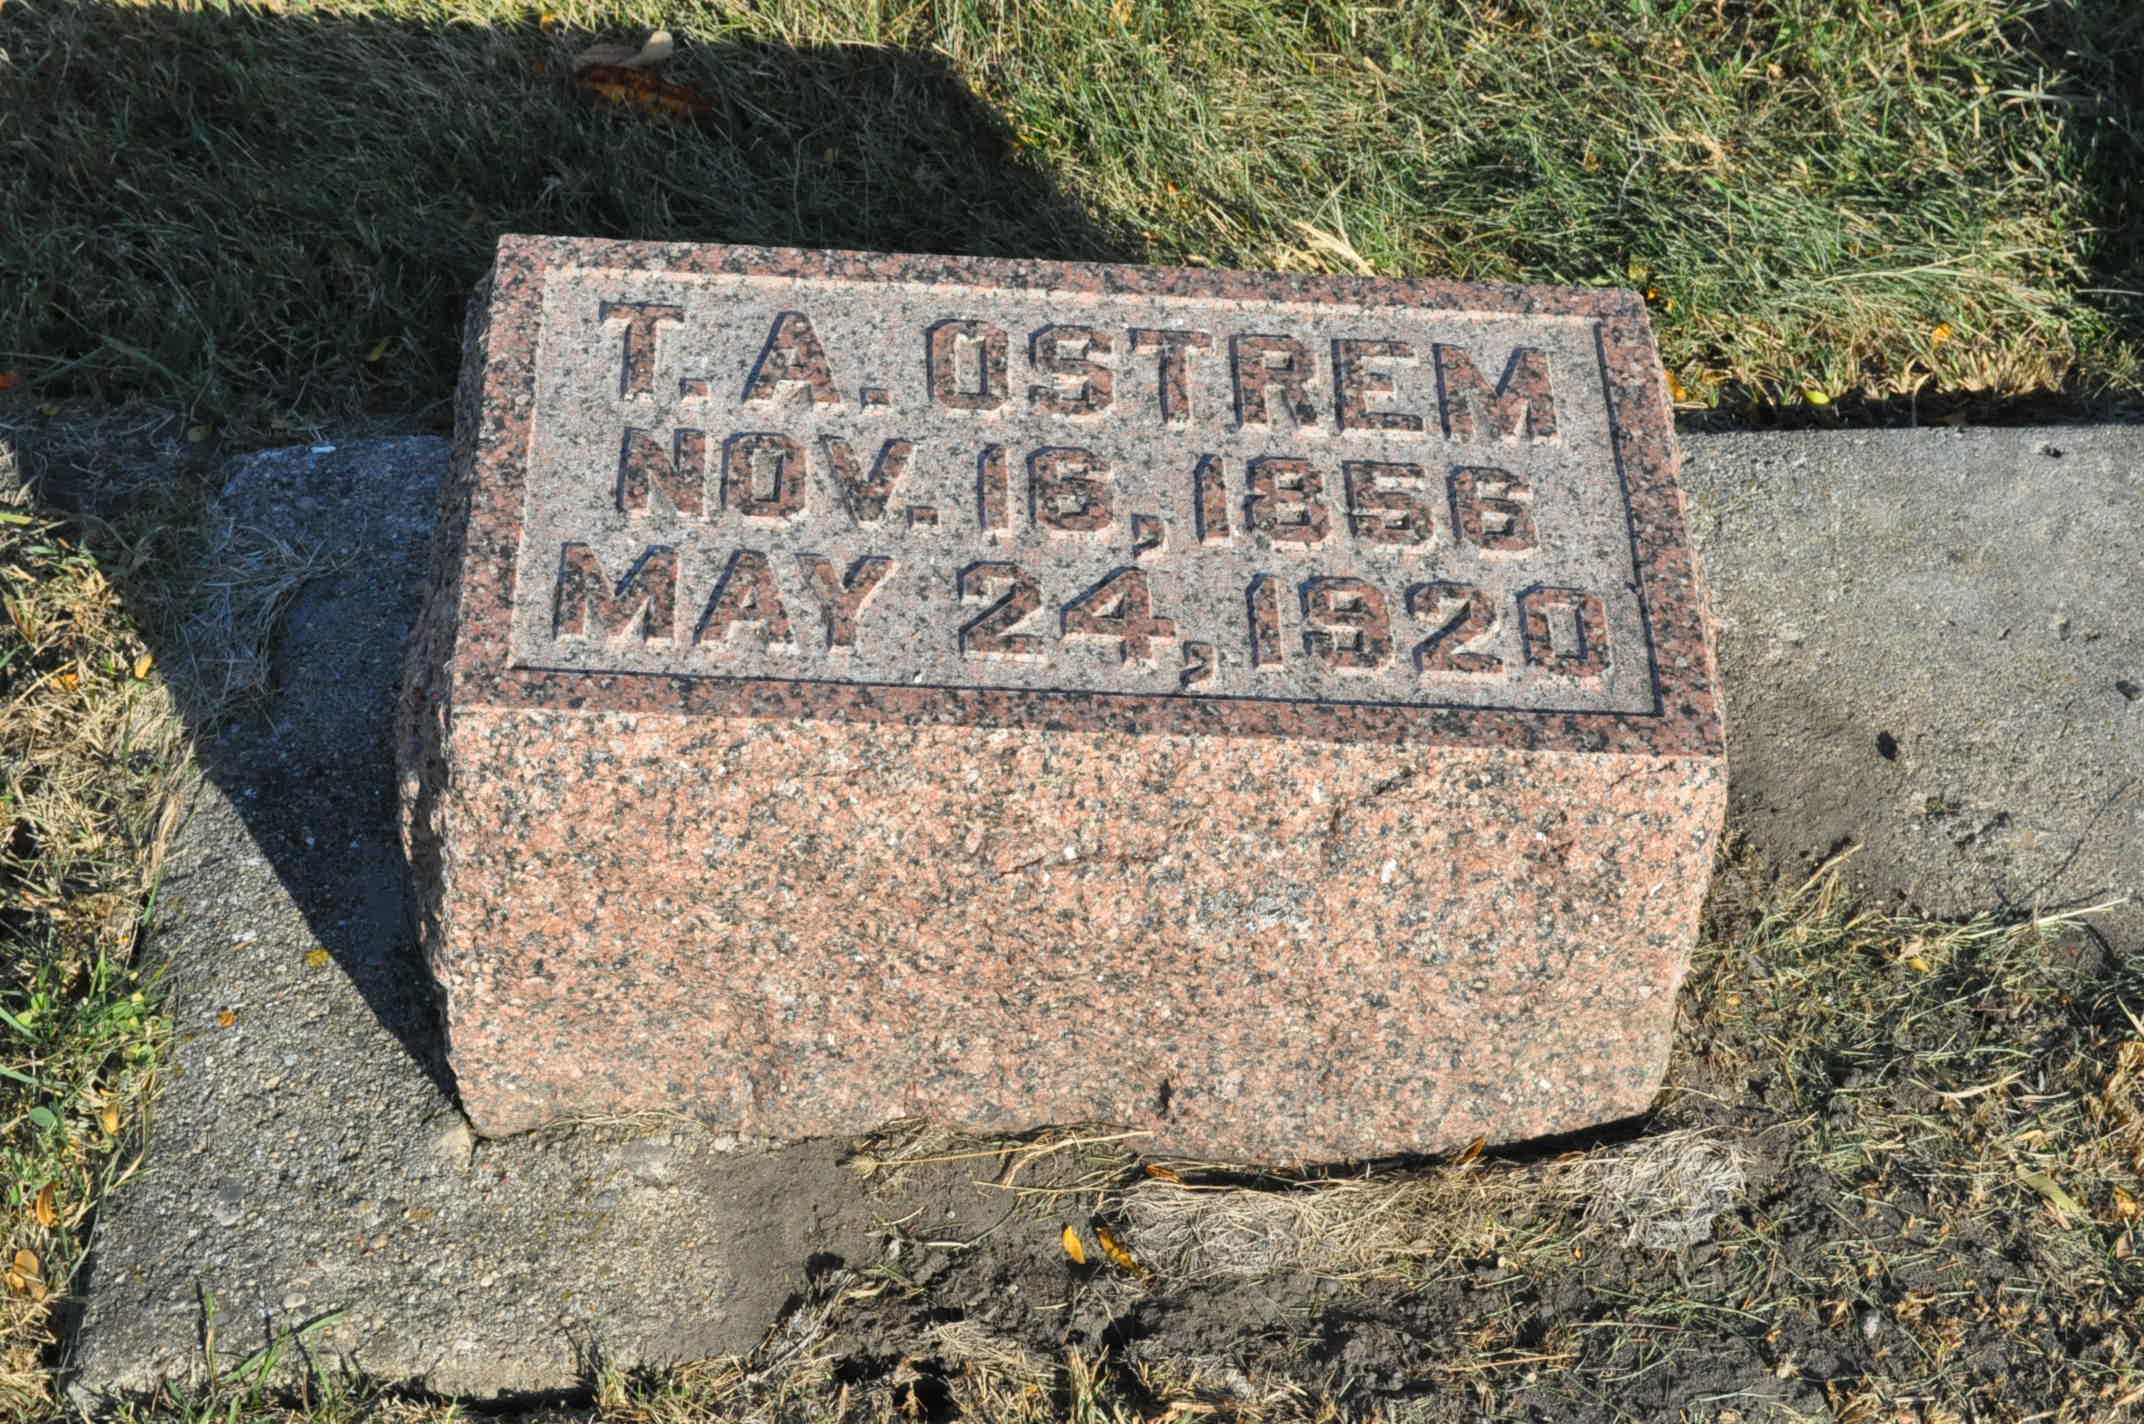 T. A. OSTREM
NOV. 16, 1856
MAY 24, 1920